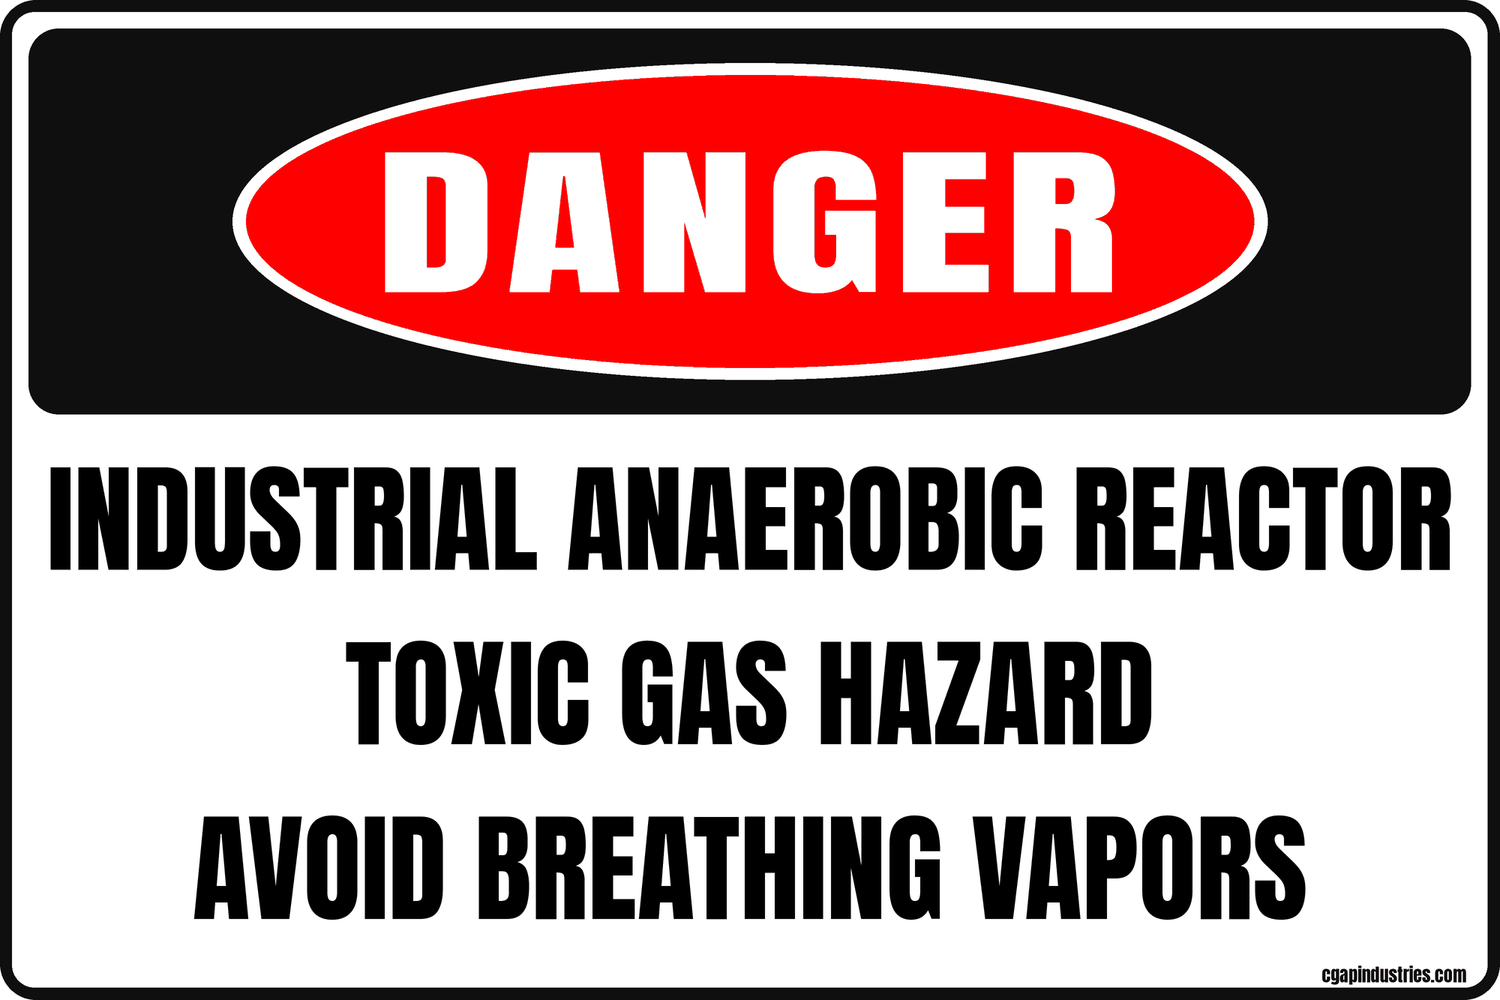 DANGER
INDUSTRIAL ANAEROBIC REACTOR
TOXIC GAS HAZARD
AVOID BREATHING VAPORS
cgapindustries.com